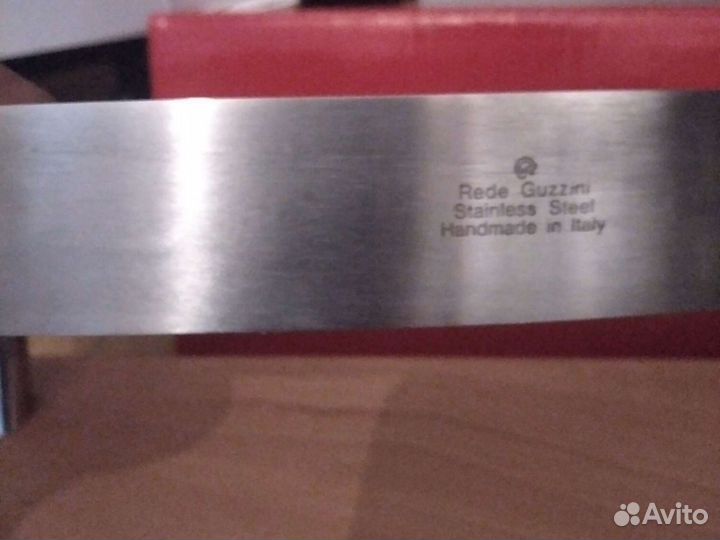 Rede Guzzini
Stainless Steel
Handmade in Italy
Avito